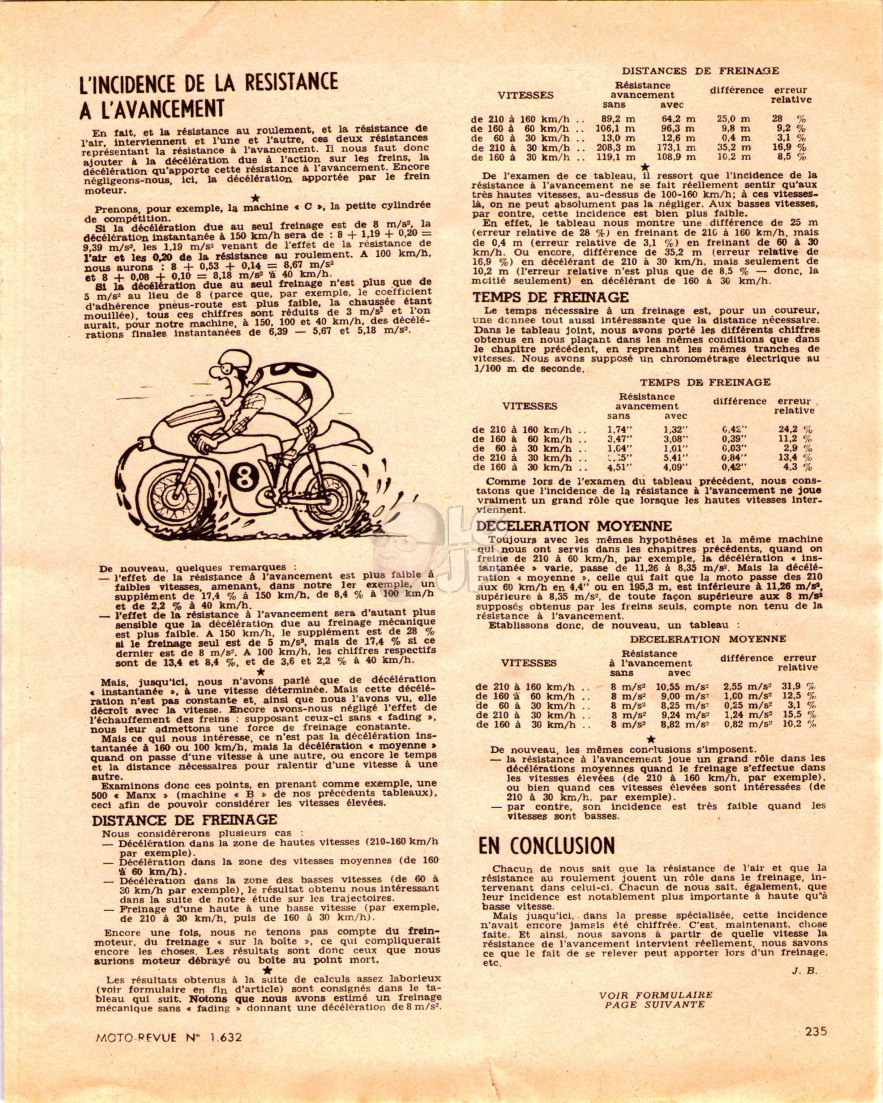 L'INCIDENCE DE LA RESISTANCE
A L'AVANCEMENT
En fait, et la résistance au roulement, et la résistance de
l'air, interviennent et l'une et l'autre, ces deux résistances
représentant la résistance à l'avancement. Il nous faut donc
ajouter à la décélération due à l'action sur les freins, la
décélération qu'apporte cette résistance à l'avancement. Encore
négligeons-nous, ici, la décélération apportée par le frein
moteur.
★
Prenons, pour exemple, la machine « C », la petite cylindrée
de compétition.
Si la décélération due au seul freinage est de 8 m/s², la
décélération instantanée à 150 km/h sera de : 8 + 1,19 + 0,20 =
9,39 m/s², les 1,19 m/s² venant de l'effet de la résistance de
l'air et les 0,20 de la résistance au roulement. A 100 km/h,
nous aurons : 8 + 0,53 + 0,14 = 8,67 m/s²
et 8 + 0,08 + 0,10 = 8,18 m/s² à 40 km/h.
Si la décélération due au seul freinage n'est plus que de
5 m/s² au lieu de 8 (parce que, par exemple, le coefficient
d'adhérence pneus-route est plus faible, la chaussée étant
mouillée), tous ces chiffres sont réduits de 3 m/s² et l'on
aurait, pour notre machine, à 150, 100 et 40 km/h, des décélé-
rations finales instantanées de 6,39 — 5,67 et 5,18 m/s².
8
De nouveau, quelques remarques :
— l'effet de la résistance à l'avancement est plus faible à
faibles vitesses, amenant, dans notre 1er exemple, un
supplément de 17,4 % à 150 km/h, de 8,4 % à 100 km/h
et de 2,2 % à 40 km/h.
— l'effet de la résistance à l'avancement sera d'autant plus
sensible que la décélération due au freinage mécanique
est plus faible. A 150 km/h, le supplément est de 28 %
si le freinage seul est de 5 m/s², mais de 17,4 % si ce
dernier est de 8 m/s². A 100 km/h, les chiffres respectifs
sont de 13,4 et 8,4 %, et de 3,6 et 2,2 % à 40 km/h.
★
Mais, jusqu'ici, nous n'avons parlé que de décélération
« instantanée », à une vitesse déterminée. Mais cette décélé-
ration n'est pas constante et, ainsi que nous l'avons vu, elle
décroît avec la vitesse. Encore avons-nous négligé l'effet de
l'échauffement des freins : supposant ceux-ci sans « fading »,
nous leur admettons une force de freinage constante.
Mais ce qui nous intéresse, ce n'est pas la décélération ins-
tantanée à 160 ou 100 km/h, mais la décélération « moyenne »
quand on passe d'une vitesse à une autre, ou encore le temps
et la distance nécessaires pour ralentir d'une vitesse à une
autre.
Examinons donc ces points, en prenant comme exemple, une
500 « Manx » (machine « B » de nos précédents tableaux),
ceci afin de pouvoir considérer les vitesses élevées.
DISTANCE DE FREINAGE
Nous considérerons plusieurs cas :
— Décélération dans la zone de hautes vitesses (210-160 km/h
par exemple).
— Décélération dans la zone des vitesses moyennes (de 160
à 60 km/h).
— Décélération dans la zone des basses vitesses (de 60 à
30 km/h par exemple), le résultat obtenu nous intéressant
dans la suite de notre étude sur les trajectoires.
— Freinage d'une haute à une basse vitesse (par exemple,
de 210 à 30 km/h, puis de 160 à 30 km/h).
Encore une fois, nous ne tenons pas compte du frein-
moteur, du freinage « sur la boîte », ce qui compliquerait
encore les choses. Les résultats sont donc ceux que nous
aurions moteur débrayé ou boîte au point mort.
★
Les résultats obtenus à la suite de calculs assez laborieux
(voir formulaire en fin d'article) sont consignés dans le ta-
bleau qui suit. Notons que nous avons estimé un freinage
mécanique sans « fading » donnant une décélération de 8 m/s².
MOTO-REVUE N° 1.632
DISTANCES DE FREINAGE
VITESSES Résistance avancement différence erreur relative
sans avec
de 210 à 160 km/h .. 89,2 m 64,2 m 25,0 m 28 %
de 160 à 60 km/h .. 106,1 m 96,3 m 9,8 m 9,2 %
de 60 à 30 km/h .. 13,0 m 12,6 m 0,4 m 3,1 %
de 210 à 30 km/h .. 208,3 m 173,1 m 35,2 m 16,9 %
de 160 à 30 km/h .. 119,1 m 108,9 m 10,2 m 8,5 %
★
De l'examen de ce tableau, il ressort que l'incidence de la
résistance à l'avancement ne se fait réellement sentir qu'aux
très hautes vitesses, au-dessus de 100-160 km/h; à ces vitesses-
là, on ne peut absolument pas la négliger. Aux basses vitesses,
par contre, cette incidence est bien plus faible.
En effet, le tableau nous montre une différence de 25 m
(erreur relative de 28 %) en freinant de 210 à 160 km/h, mais
de 0,4 m (erreur relative de 3,1 %) en freinant de 60 à 30
km/h. Ou encore, différence de 35,2 m (erreur relative de
16,9 %) en décélérant de 210 à 30 km/h, mais seulement de
10,2 m (l'erreur relative n'est plus que de 8,5 % — donc, la
moitié seulement) en décélérant de 160 à 30 km/h.
TEMPS DE FREINAGE
Le temps nécessaire à un freinage est, pour un coureur,
une donnée tout aussi intéressante que la distance nécessaire.
Dans le tableau joint, nous avons porté les différents chiffres
obtenus en nous plaçant dans les mêmes conditions que dans
le chapitre précédent, en reprenant les mêmes tranches de
vitesses. Nous avons supposé un chronométrage électrique au
1/100 m de seconde.
TEMPS DE FREINAGE
VITESSES Résistance avancement différence erreur relative
sans avec
de 210 à 160 km/h .. 1,74" 1,32" 0,42" 24,2 %
de 160 à 60 km/h .. 3,47" 3,08" 0,39" 11,2 %
de 60 à 30 km/h .. 1,04" 1,01" 0,03" 2,9 %
de 210 à 30 km/h .. 5,41" 0,84" 13,4 %
de 160 à 30 km/h .. 4,51" 4,09" 0,42" 4,3 %
Comme lors de l'examen du tableau précédent, nous cons-
tatons que l'incidence de la résistance à l'avancement ne joue
vraiment un grand rôle que lorsque les hautes vitesses inter-
viennent.
DECELERATION MOYENNE
Toujours avec les mêmes hypothèses et la même machine
qui nous ont servis dans les chapitres précédents, quand on
freine de 210 à 60 km/h, par exemple, la décélération « ins-
tantanée » varie, passe de 11,26 à 8,35 m/s². Mais la décélé-
ration « moyenne », celle qui fait que la moto passe des 210
aux 60 km/h en 4,4" ou en 195,3 m, est inférieure à 11,26 m/s²,
supérieure à 8,35 m/s², de toute façon supérieure aux 8 m/s²
supposés obtenus par les freins seuls, compte non tenu de la
résistance à l'avancement.
Etablissons donc, de nouveau, un tableau :
DECELERATION MOYENNE
VITESSES Résistance à l'avancement différence erreur relative
sans avec
de 210 à 160 km/h .. 8 m/s² 10,55 m/s² 2,55 m/s² 31,9 %
de 160 à 60 km/h .. 8 m/s² 9,00 m/s² 1,00 m/s² 12,5 %
de 60 à 30 km/h .. 8 m/s² 8,25 m/s² 0,25 m/s² 3,1 %
de 210 à 30 km/h .. 8 m/s² 9,24 m/s² 1,24 m/s² 15,5 %
de 160 à 30 km/h .. 8 m/s² 8,82 m/s² 0,82 m/s² 10,2 %
★
De nouveau, les mêmes conclusions s'imposent.
— la résistance à l'avancement joue un grand rôle dans les
décélérations moyennes quand le freinage s'effectue dans
les vitesses élevées (de 210 à 160 km/h, par exemple),
ou bien quand ces vitesses élevées sont intéressées (de
210 à 30 km/h, par exemple).
— par contre, son incidence est très faible quand les
vitesses sont basses.
EN CONCLUSION
Chacun de nous sait que la résistance de l'air et que la
résistance au roulement jouent un rôle dans le freinage, in-
tervenant dans celui-ci. Chacun de nous sait, également, que
leur incidence est notablement plus importante à haute qu'à
basse vitesse.
Mais jusqu'ici, dans la presse spécialisée, cette incidence
n'avait encore jamais été chiffrée. C'est, maintenant, chose
faite. Et ainsi, nous savons à partir de quelle vitesse la
résistance de l'avancement intervient réellement, nous savons
ce que le fait de se relever peut apporter lors d'un freinage,
etc.
J. B.
VOIR FORMULAIRE
PAGE SUIVANTE
235